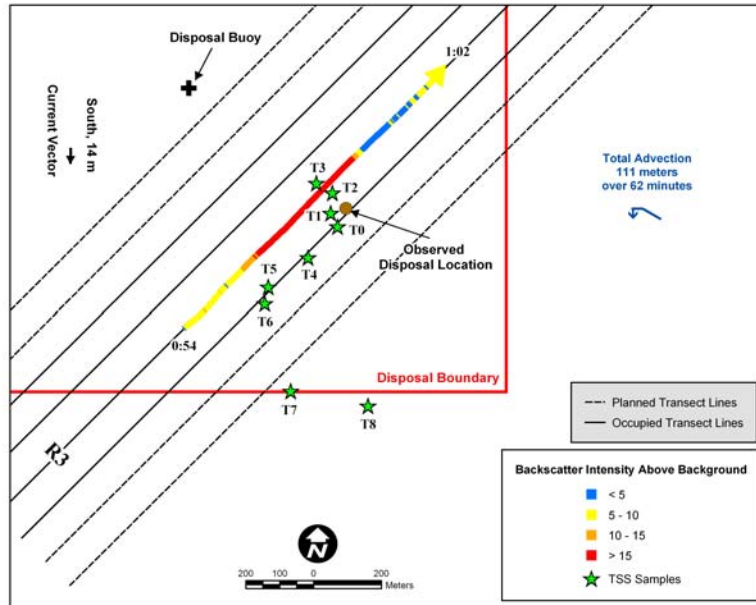 Disposal Buoy
1:02
South, 14 m
Current Vector
Total Advection
111 meters
over 62 minutes
T3
T2
T1
T0
Observed
Disposal Location
T5
T4
T6
0:54
Disposal Boundary
T7
T8
R3
Planned Transect Lines
Occupied Transect Lines
Backscatter Intensity Above Background
< 5
5 - 10
10 - 15
> 15
TSS Samples
N
200 100 0 200
Meters